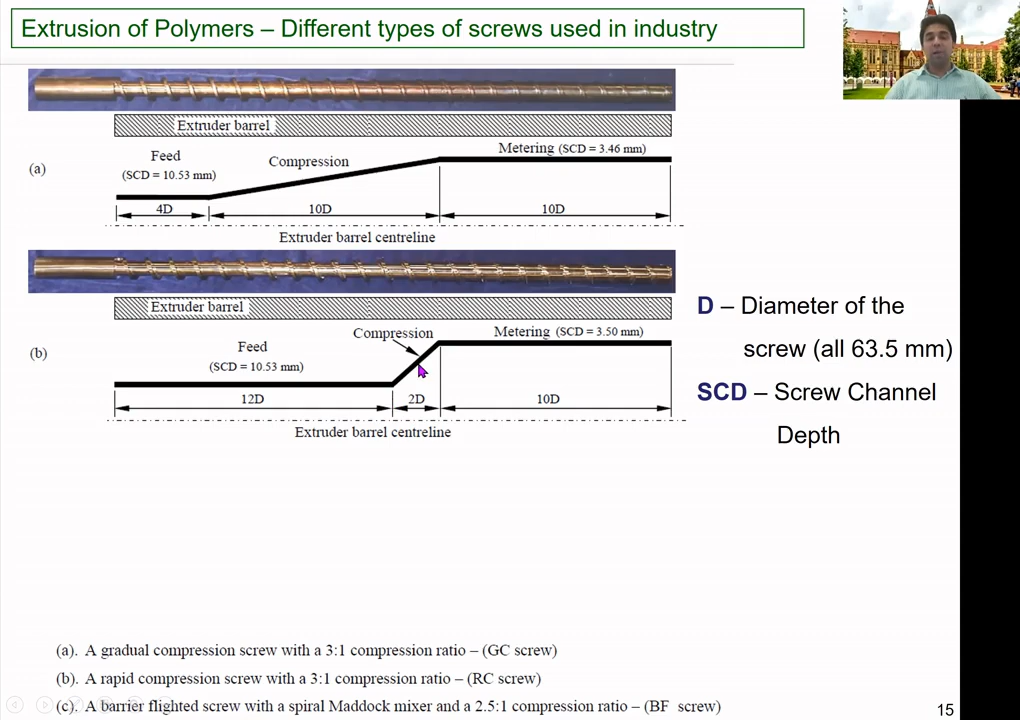 Extrusion of Polymers – Different types of screws used in industry
Extruder barrel
Feed
(SCD = 10.53 mm)
Compression
Metering (SCD = 3.46 mm)
(a)
4D
10D
10D
Extruder barrel centreline
Extruder barrel
Compression
Metering (SCD = 3.50 mm)
Feed
(SCD = 10.53 mm)
(b)
12D
2D
10D
Extruder barrel centreline
D – Diameter of the
screw (all 63.5 mm)
SCD – Screw Channel
Depth
(a). A gradual compression screw with a 3:1 compression ratio – (GC screw)
(b). A rapid compression screw with a 3:1 compression ratio – (RC screw)
(c). A barrier flighted screw with a spiral Maddock mixer and a 2.5:1 compression ratio – (BF screw)
15